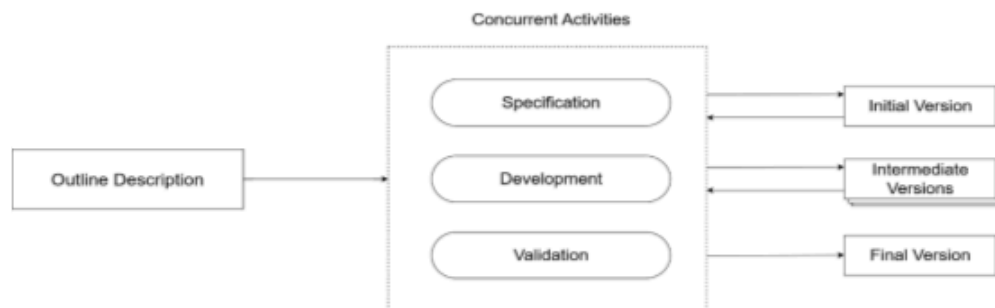 Concurrent Activities
Specification
Initial Version
Outline Description
Development
Intermediate
Versions
Validation
Final Version